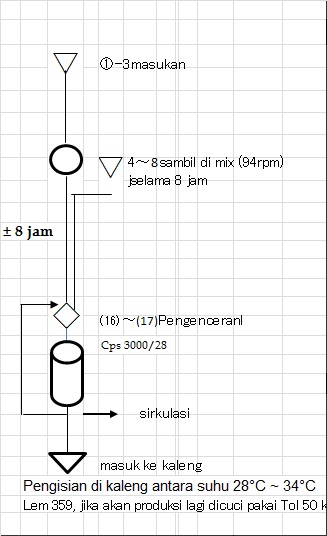 ①-3masukan
4～8sambil di mix (94rpm)
jselama 8 jam
± 8 jam
(16)～(17)Pengenceranl
Cps 3000/28
sirkulasi
masuk ke kaleng
Pengisian di kaleng antara suhu 28°C ~ 34°C
Lem 359, jika akan produksi lagi dicuci pakai Tol 50 k